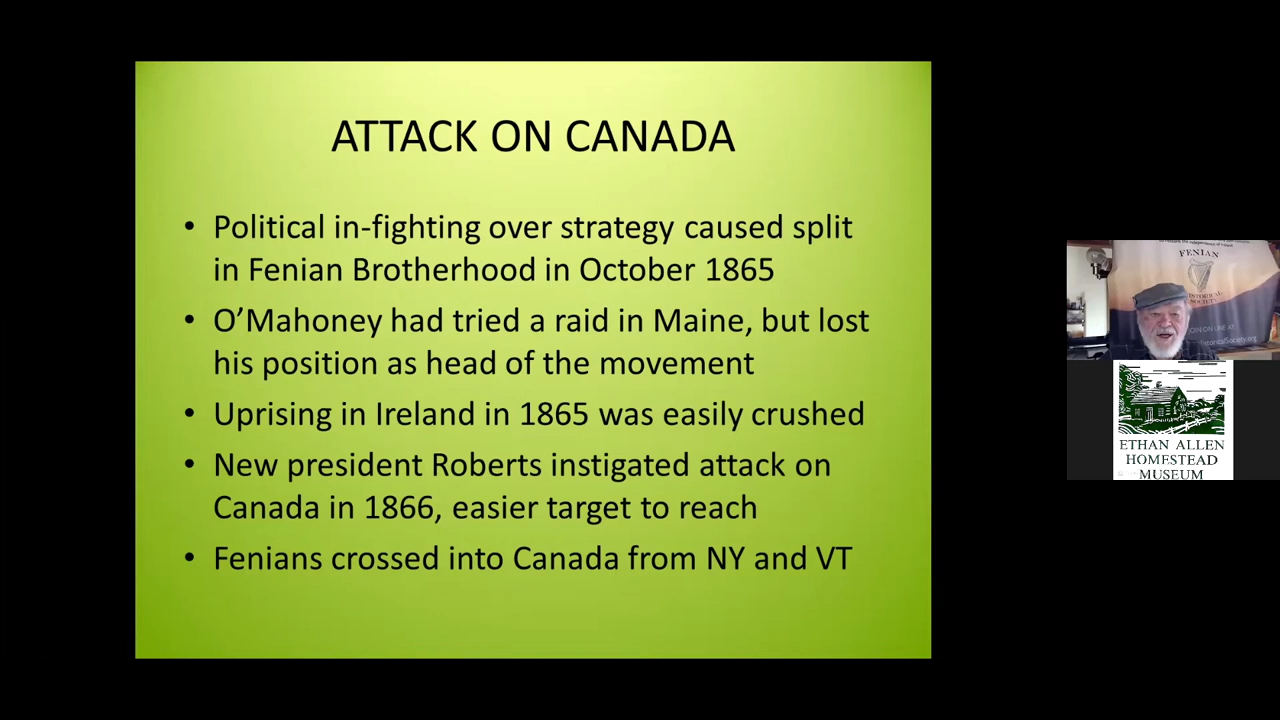 ATTACK ON CANADA
• Political in-fighting over strategy caused split
in Fenian Brotherhood in October 1865
• O’Mahoney had tried a raid in Maine, but lost
his position as head of the movement
• Uprising in Ireland in 1865 was easily crushed
• New president Roberts instigated attack on
Canada in 1866, easier target to reach
• Fenians crossed into Canada from NY and VT
FENIAN
ETHAN ALLEN
HOMESTEAD
MUSEUM